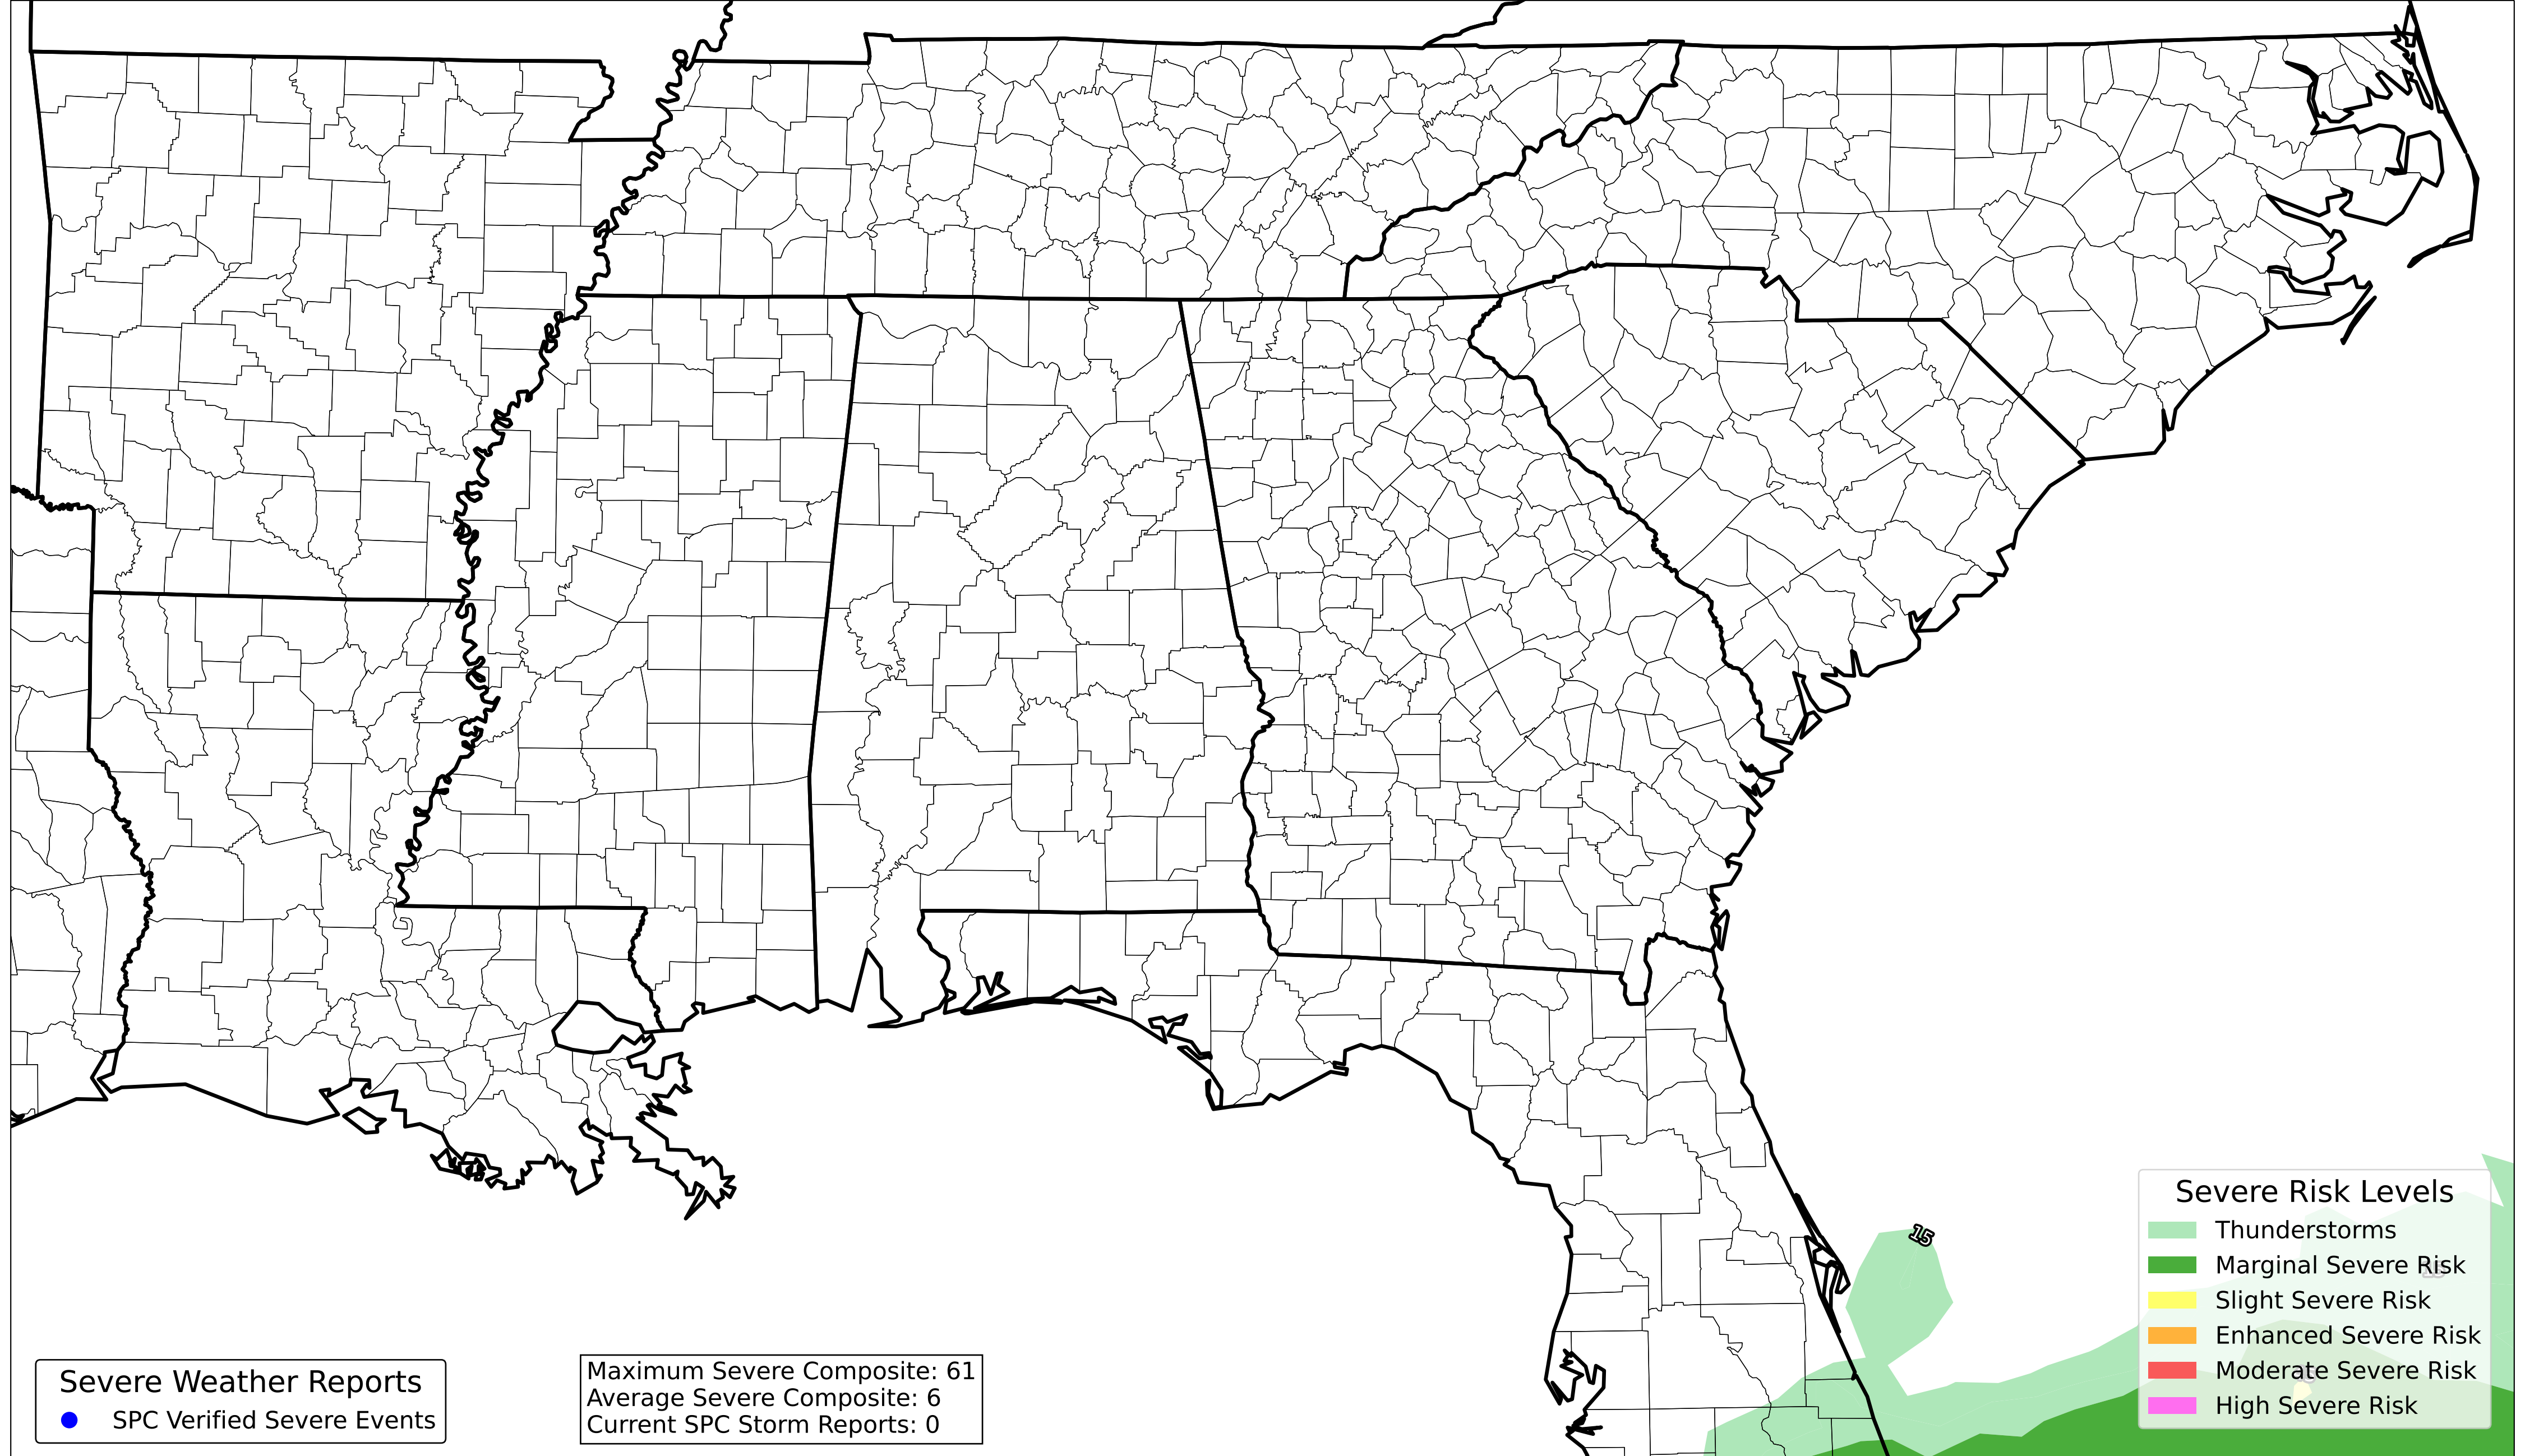 15
Severe Risk Levels
Thunderstorms
Marginal Severe Risk
Slight Severe Risk
Enhanced Severe Risk
Moderate Severe Risk
High Severe Risk
Severe Weather Reports
SPC Verified Severe Events
Maximum Severe Composite: 61
Average Severe Composite: 6
Current SPC Storm Reports: 0